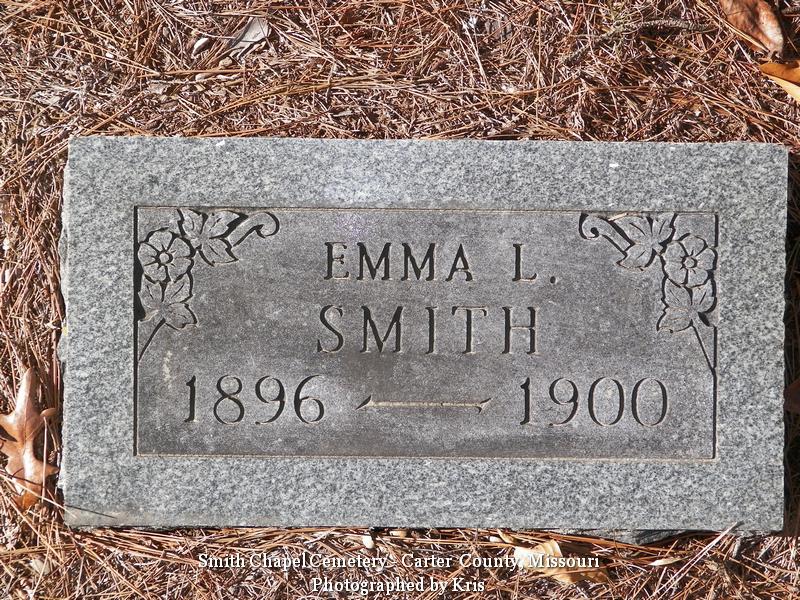 EMMA L.
SMITH
1896 — 1900
Smith Chapel Cemetery - Carter County, Missouri
Photographed by Kris